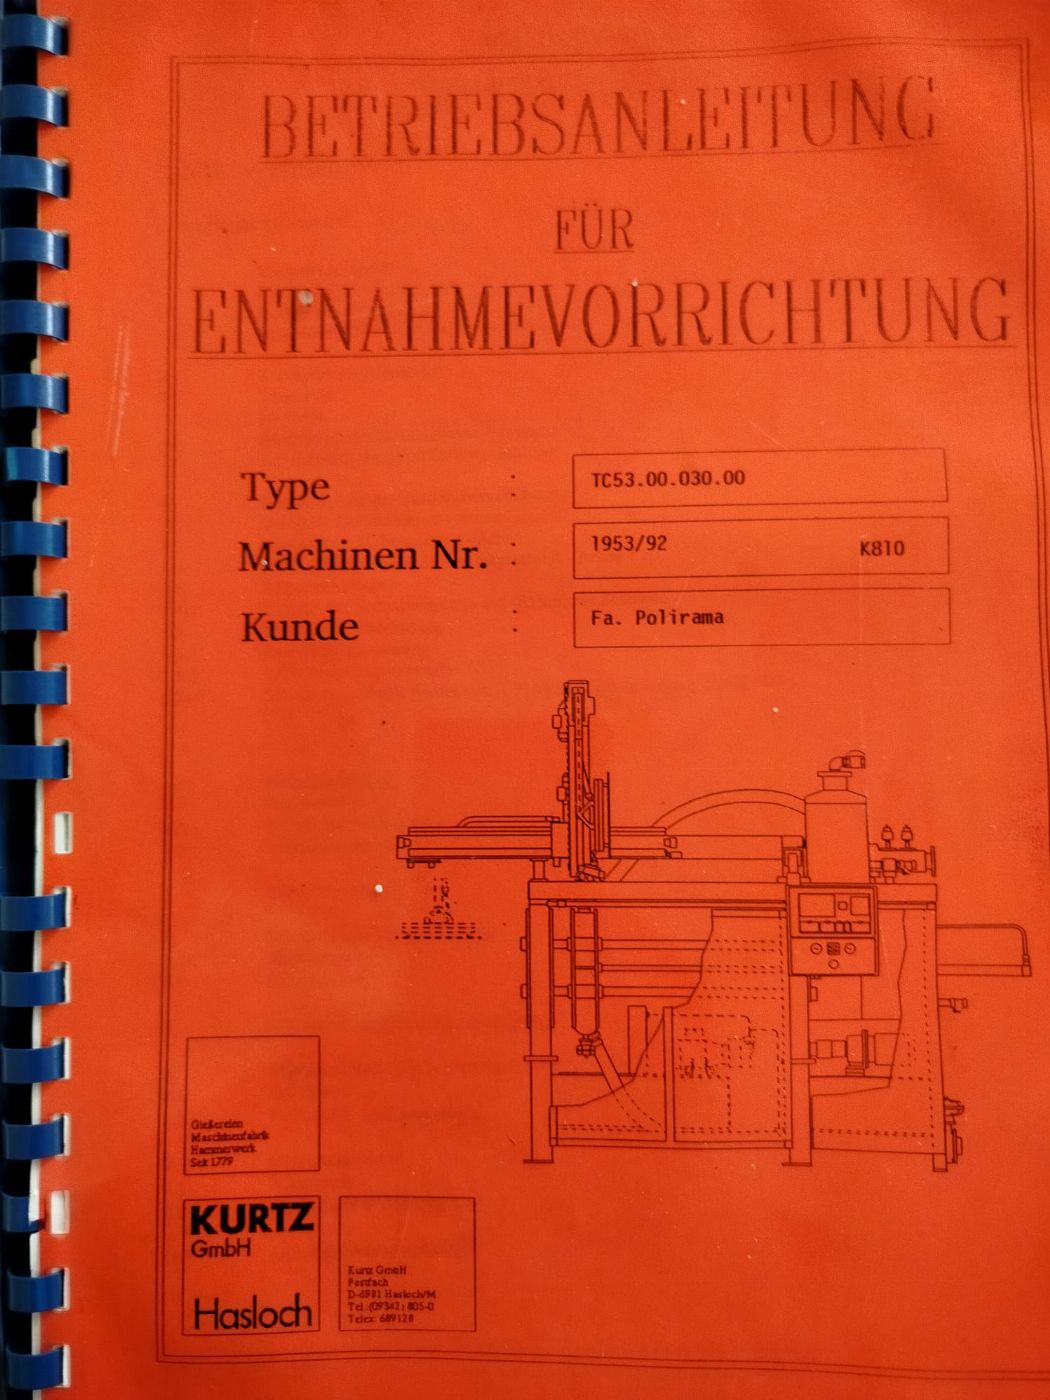 BETRIEBSANLEITUNG
FÜR
ENTNAHMEVORRICHTUNG
Type : TC53.00.030.00
Machinen Nr. : 1953/92 K810
Kunde : Fa. Polirama
Gießereien
Maschinenfabrik
Hammerwerk
Seit 1779
KURTZ
GmbH
Hasloch
Kurtz GmbH
Postfach
D-6981 Hasloch/M.
Tel. (09342) 805-0
Telex 689128